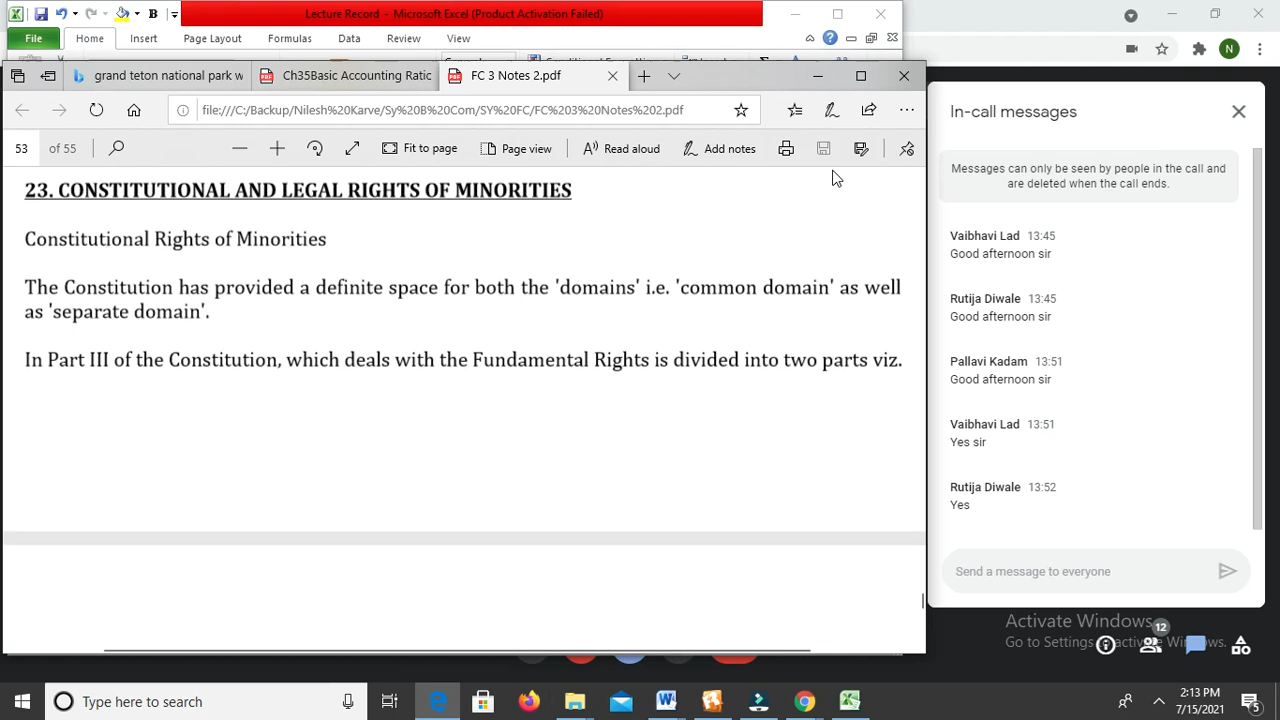 Lecture Record - Microsoft Excel (Product Activation Failed)
File Home Insert Page Layout Formulas Data Review View
grand teton national park w Ch35Basic Accounting Ratic FC 3 Notes 2.pdf
file:///C:/Backup/Nilesh%20Karve/Sy%20B%20Com/SY%20FC/FC%203%20Notes%202.pdf
53 of 55 Fit to page Page view Read aloud Add notes
23. CONSTITUTIONAL AND LEGAL RIGHTS OF MINORITIES
Constitutional Rights of Minorities
The Constitution has provided a definite space for both the 'domains' i.e. 'common domain' as well
as 'separate domain'.
In Part III of the Constitution, which deals with the Fundamental Rights is divided into two parts viz.
N
In-call messages
Messages can only be seen by people in the call and
are deleted when the call ends.
Vaibhavi Lad 13:45
Good afternoon sir
Rutija Diwale 13:45
Good afternoon sir
Pallavi Kadam 13:51
Good afternoon sir
Vaibhavi Lad 13:51
Yes sir
Rutija Diwale 13:52
Yes
Send a message to everyone
Activate Windows
Go to Settings to activate Windows.
12
Type here to search
2:13 PM
7/15/2021
5